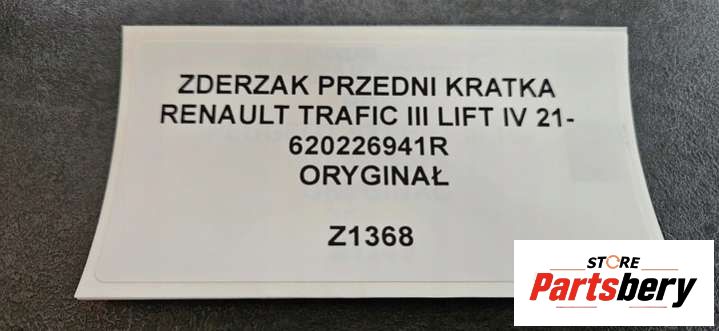 ZDERZAK PRZEDNI KRATKA
RENAULT TRAFIC III LIFT IV 21-
620226941R
ORYGINAŁ
Z1368
STORE
Partsbery